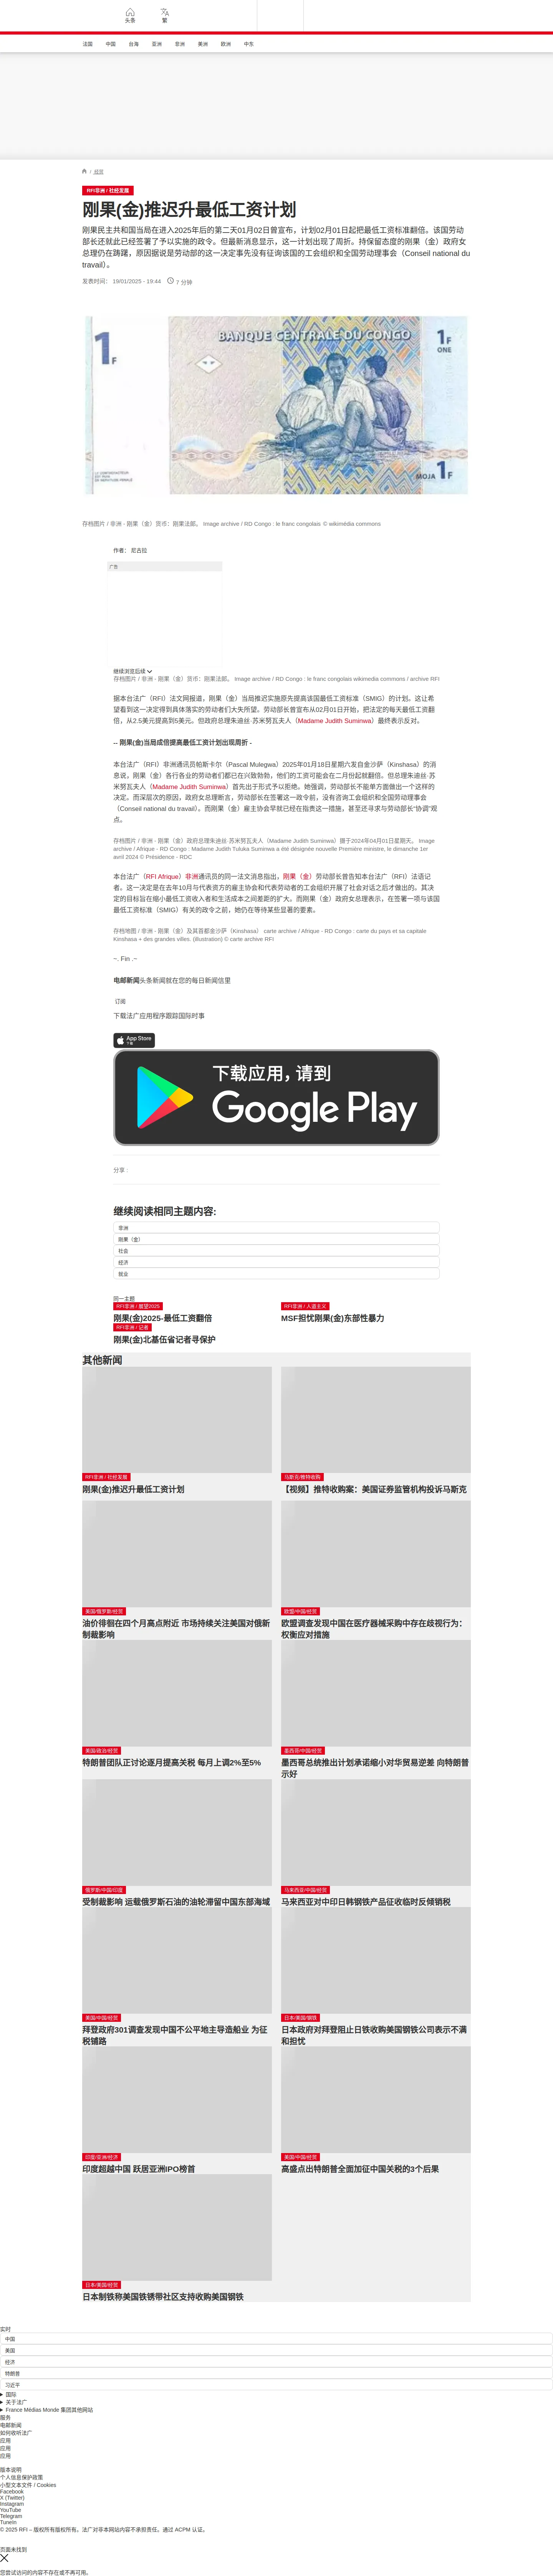 头条
繁
法国
中国
台海
亚洲
非洲
美洲
欧洲
中东
/ 经贸
RFI非洲 / 社经发展
刚果(金)推迟升最低工资计划
刚果民主共和国当局在进入2025年后的第二天01月02日曾宣布，计划02月01日起把最低工资标准翻倍。该国劳动
部长还就此已经签署了予以实施的政令。但最新消息显示，这一计划出现了周折。持保留态度的刚果（金）政府女
总理仍在踌躇，原因据说是劳动部的这一决定事先没有征询该国的工会组织和全国劳动理事会（Conseil national du
travail）。
发表时间： 19/01/2025 - 19:44
7 分钟
1F
BANQUE CENTRALE DU CONGO
1F
ONE
MOJA 1F
存档图片 / 非洲 - 刚果（金）货币：刚果法郎。 Image archive / RD Congo : le franc congolais © wikimédia commons
作者： 尼古拉
广告
继续浏览后续
存档图片 / 非洲 - 刚果（金）货币：刚果法郎。 Image archive / RD Congo : le franc congolais wikimedia commons / archive RFI
据本台法广（RFI）法文网报道，刚果（金）当局推迟实施原先提高该国最低工资标准（SMIG）的计划。这让希
望看到这一决定得到具体落实的劳动者们大失所望。劳动部长曾宣布从02月01日开始，把法定的每天最低工资翻
倍，从2.5美元提高到5美元。但政府总理朱迪丝·苏米努瓦夫人（Madame Judith Suminwa）最终表示反对。
-- 刚果(金)当局成倍提高最低工资计划出现周折 -
本台法广（RFI）非洲通讯员帕斯卡尔（Pascal Mulegwa）2025年01月18日星期六发自金沙萨（Kinshasa）的消
息说，刚果（金）各行各业的劳动者们都已在兴致勃勃，他们的工资可能会在二月份起就翻倍。但总理朱迪丝·苏
米努瓦夫人（Madame Judith Suminwa）首先出于形式予以拒绝。她强调，劳动部长不能单方面做出一个这样的
决定。而深层次的原因，政府女总理断言，劳动部长在签署这一政令前，没有咨询工会组织和全国劳动理事会
（Conseil national du travail）。而刚果（金）雇主协会早就已经在指责这一措施，甚至还寻求与劳动部长“协调”观
点。
存档图片 / 非洲 - 刚果（金）政府总理朱迪丝·苏米努瓦夫人（Madame Judith Suminwa）摄于2024年04月01日星期天。 Image
archive / Afrique - RD Congo : Madame Judith Tuluka Suminwa a été désignée nouvelle Première ministre, le dimanche 1er
avril 2024 © Présidence - RDC
本台法广（RFI Afrique）非洲通讯员的同一法文消息指出，刚果（金）劳动部长曾告知本台法广（RFI）法语记
者，这一决定是在去年10月与代表资方的雇主协会和代表劳动者的工会组织开展了社会对话之后才做出的。其决
定的目标旨在缩小最低工资收入者和生活成本之间差距的扩大。而刚果（金）政府女总理表示，在签署一项与该国
最低工资标准（SMIG）有关的政令之前，她仍在等待某些显著的要素。
存档地图 / 非洲 - 刚果（金）及其首都金沙萨（Kinshasa） carte archive / Afrique - RD Congo : carte du pays et sa capitale
Kinshasa + des grandes villes. (illustration) © carte archive RFI
~. Fin .~
电邮新闻头条新闻就在您的每日新闻信里
订阅
下载法广应用程序跟踪国际时事
App Store
下载
下载应用，请到
Google Play
分享 :
继续阅读相同主题内容:
非洲
刚果（金）
社会
经济
就业
同一主题
RFI非洲 / 展望2025
刚果(金)2025-最低工资翻倍
RFI非洲 / 人道主义
MSF担忧刚果(金)东部性暴力
RFI非洲 / 记者
刚果(金)北基伍省记者寻保护
其他新闻
RFI非洲 / 社经发展
刚果(金)推迟升最低工资计划
马斯克/推特收购
【视频】推特收购案：美国证券监管机构投诉马斯克
美国/俄罗斯/经贸
油价徘徊在四个月高点附近 市场持续关注美国对俄新
制裁影响
欧盟/中国/经贸
欧盟调查发现中国在医疗器械采购中存在歧视行为：
权衡应对措施
美国/政治/经贸
特朗普团队正讨论逐月提高关税 每月上调2%至5%
墨西哥/中国/经贸
墨西哥总统推出计划承诺缩小对华贸易逆差 向特朗普
示好
俄罗斯/中国/印度
受制裁影响 运载俄罗斯石油的油轮滞留中国东部海域
马来西亚/中国/经贸
马来西亚对中印日韩钢铁产品征收临时反倾销税
美国/中国/经贸
拜登政府301调查发现中国不公平地主导造船业 为征
税铺路
日本/美国/钢铁
日本政府对拜登阻止日铁收购美国钢铁公司表示不满
和担忧
印度/亚洲/经济
印度超越中国 跃居亚洲IPO榜首
美国/中国/经贸
高盛点出特朗普全面加征中国关税的3个后果
日本/美国/经贸
日本制铁称美国铁锈带社区支持收购美国钢铁
实时
中国
美国
经济
特朗普
习近平
国际
关于法广
France Médias Monde 集团其他网站
服务
电邮新闻
如何收听法广
应用
应用
应用
版本说明
个人信息保护政策
小型文本文件 / Cookies
Facebook
X (Twitter)
Instagram
YouTube
Telegram
TuneIn
© 2025 RFI – 版权所有版权所有。法广对非本网站内容不承担责任。通过 ACPM 认证。
页面未找到
您尝试访问的内容不存在或不再可用。